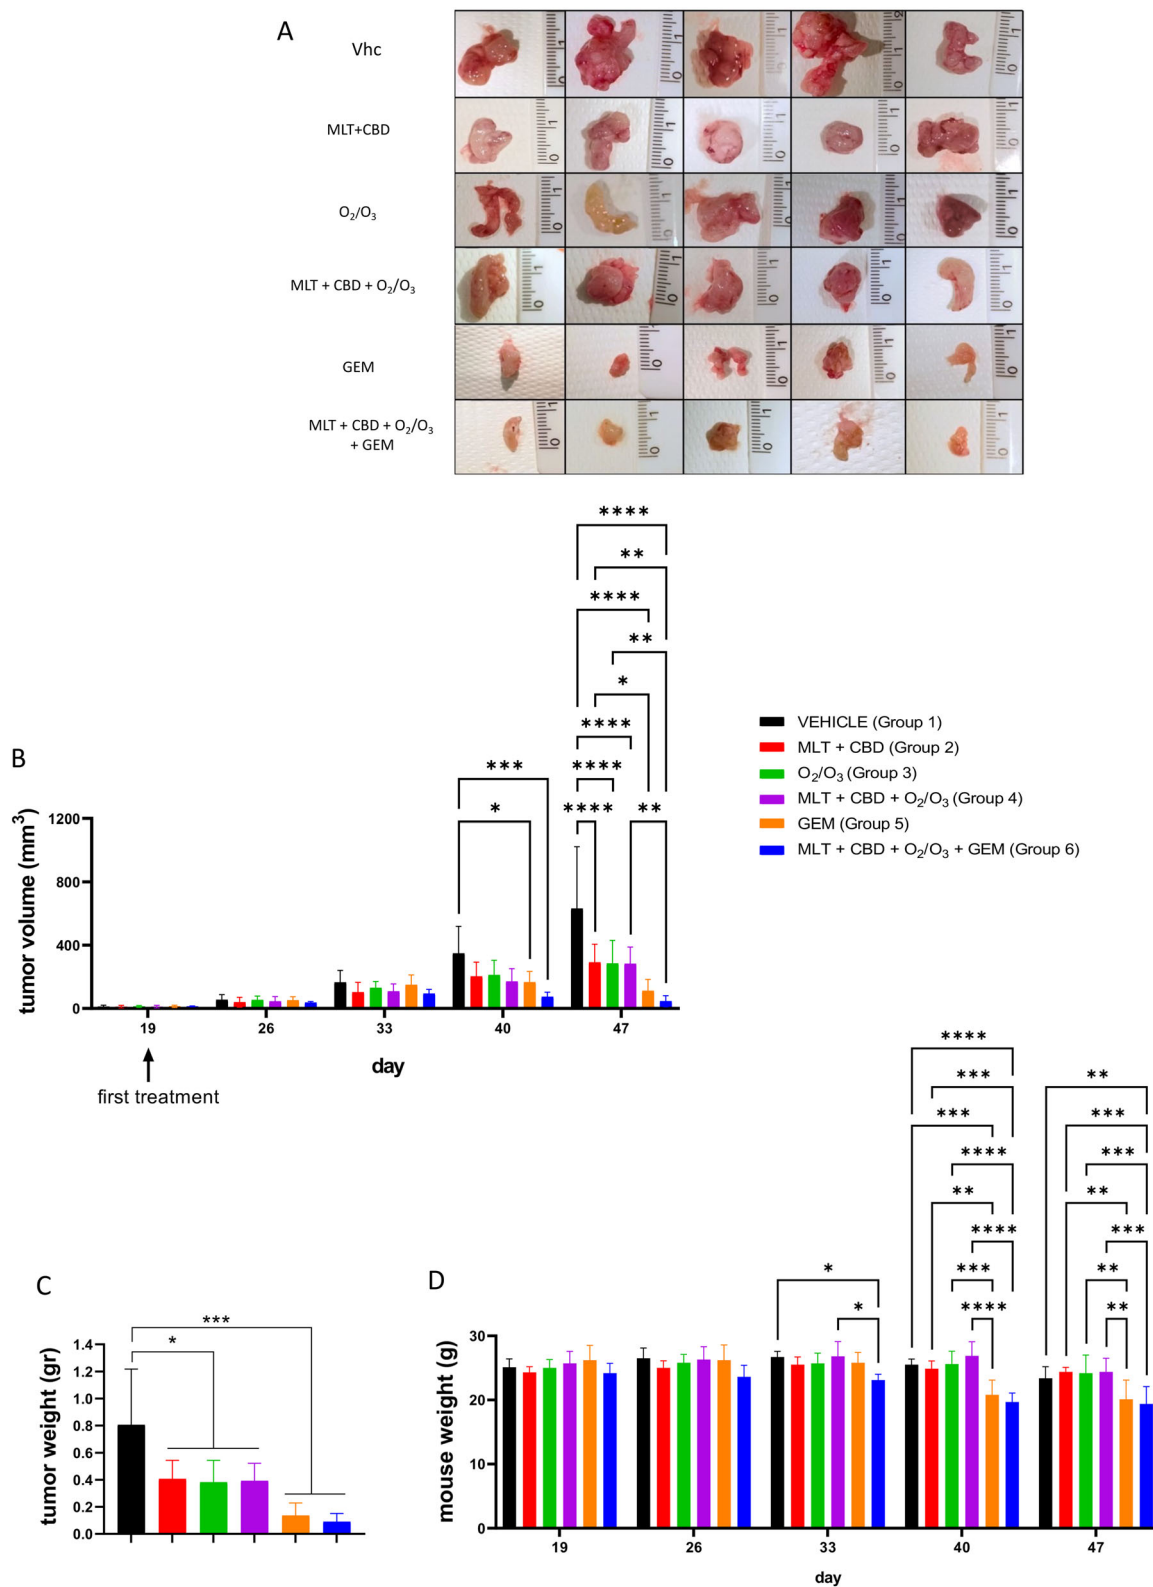 A
Vhc
MLT+CBD
O₂/O₃
MLT + CBD + O₂/O₃
GEM
MLT + CBD + O₂/O₃
+ GEM
B
**** 
**
****
**
*
****
****
****
**
***
*
VEHICLE (Group 1)
MLT + CBD (Group 2)
O₂/O₃ (Group 3)
MLT + CBD + O₂/O₃ (Group 4)
GEM (Group 5)
MLT + CBD + O₂/O₃ + GEM (Group 6)
tumor volume (mm³)
1200
800
400
0
19 26 33 40 47
day
first treatment
C
***
*
tumor weight (gr)
1.4
1.2
1.0
0.8
0.6
0.4
0.2
0.0
D
*
*
****
***
***
****
**
****
***
****
**
***
***
**
***
**
**
mouse weight (g)
30
20
10
0
19 26 33 40 47
day